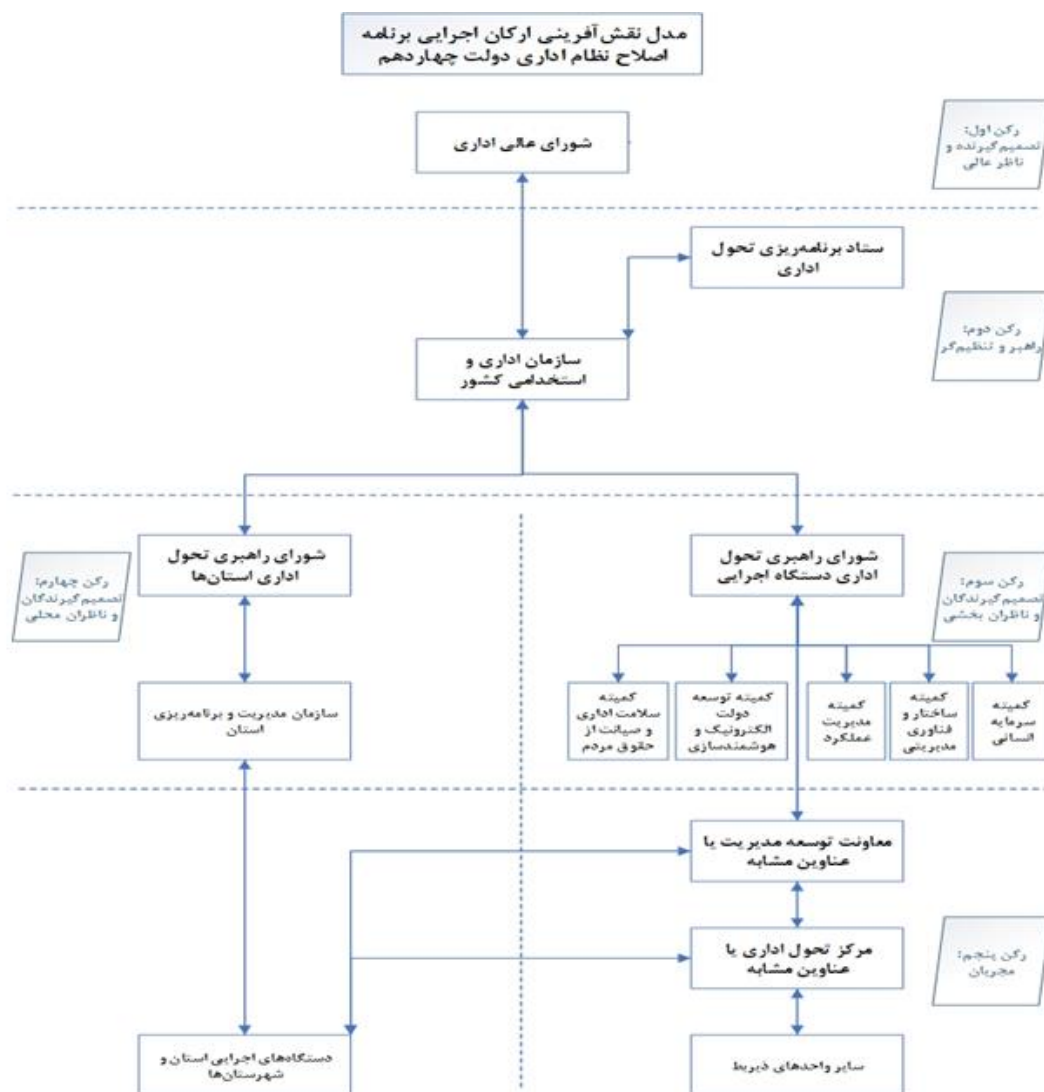 مدل نقش‌آفرینی ارکان اجرایی برنامه
اصلاح نظام اداری دولت چهاردهم
رکن اول:
تصمیم‌گیرنده و
ناظر عالی
شورای عالی اداری
ستاد برنامه‌ریزی تحول
اداری
رکن دوم:
راهبر و تنظیم‌گر
سازمان اداری و
استخدامی کشور
رکن سوم:
تصمیم‌گیرندگان
و ناظران بخشی
شورای راهبری تحول
اداری دستگاه اجرایی
شورای راهبری تحول
اداری استان‌ها
رکن چهارم:
تصمیم‌گیرندگان
و ناظران محلی
کمیته
سرمایه
انسانی
کمیته
ساختار و
فناوری
مدیریتی
کمیته
مدیریت
عملکرد
کمیته توسعه
دولت
الکترونیک و
هوشمندسازی
کمیته
سلامت اداری
و صیانت از
حقوق مردم
سازمان مدیریت و برنامه‌ریزی
استان
معاونت توسعه مدیریت یا
عناوین مشابه
رکن پنجم:
مجریان
مرکز تحول اداری یا
عناوین مشابه
سایر واحدهای ذیربط
دستگاه‌های اجرایی استان و
شهرستان‌ها